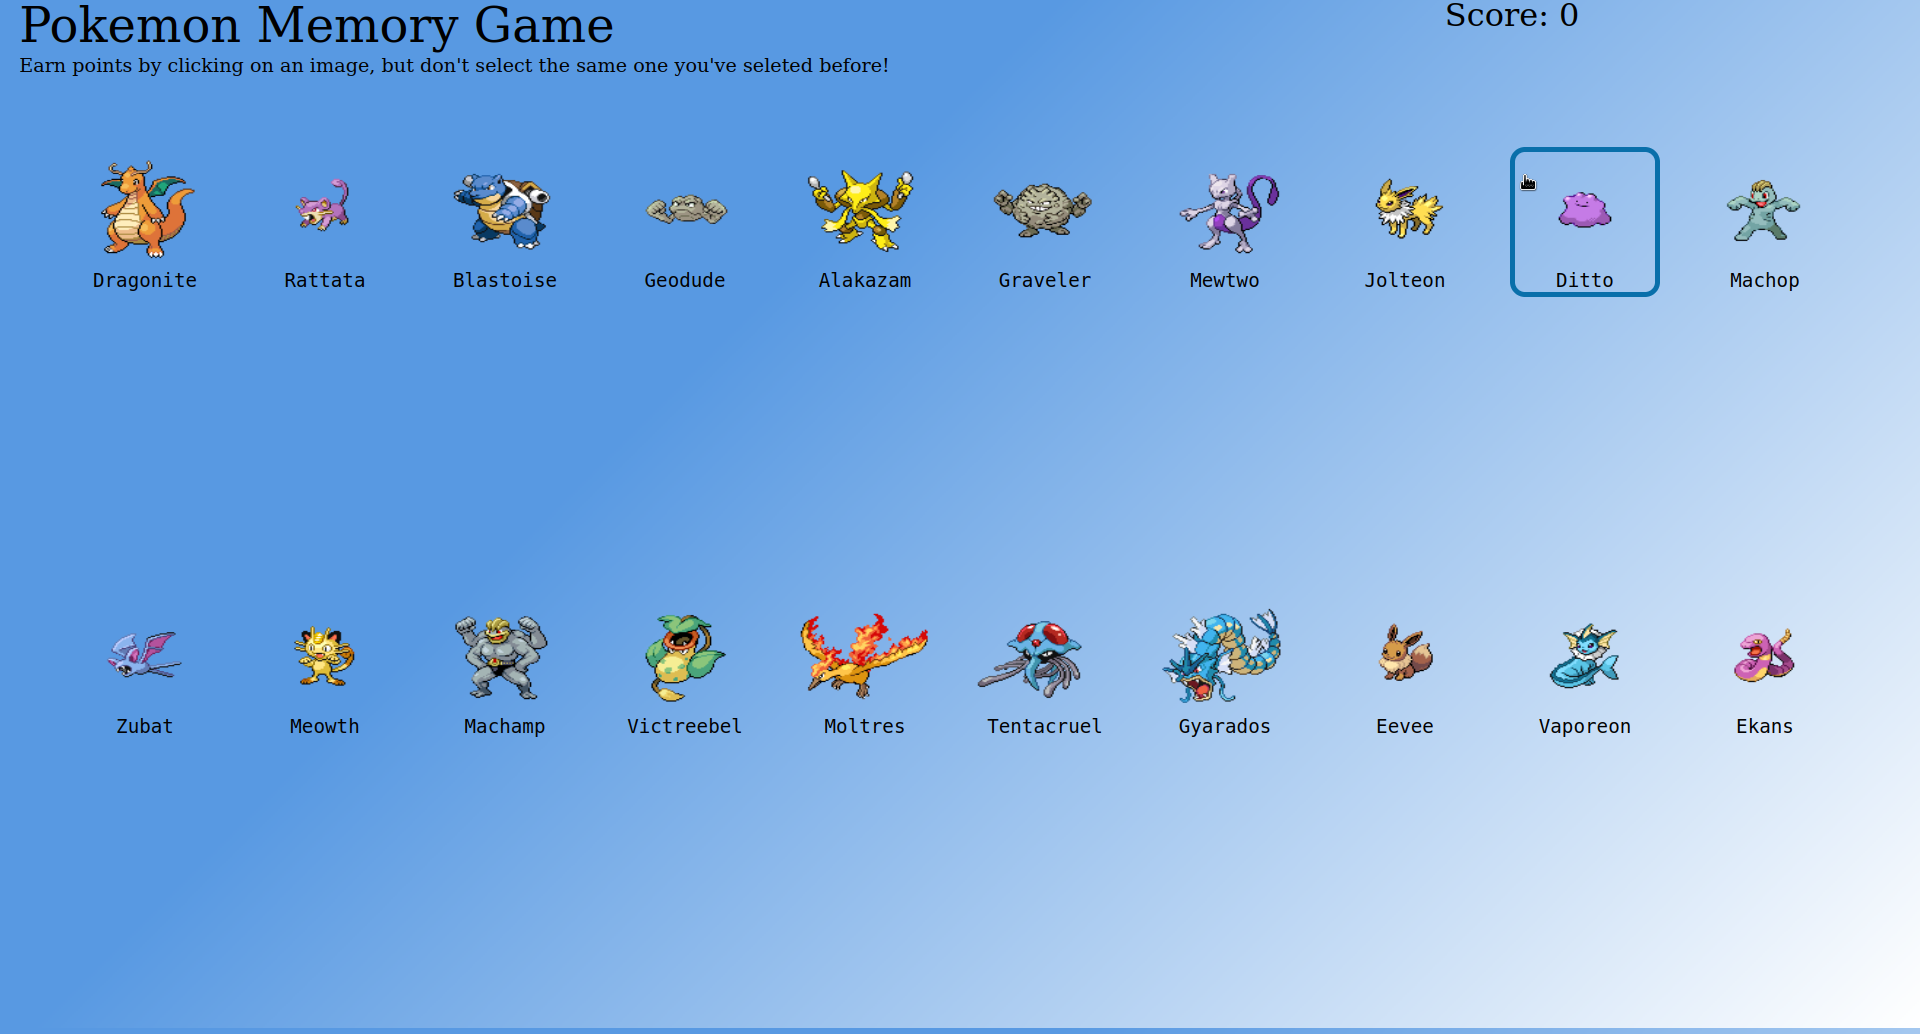 Pokemon Memory Game
Score: 0
Earn points by clicking on an image, but don't select the same one you've seleted before!
Dragonite Rattata Blastoise Geodude Alakazam Graveler Mewtwo Jolteon Ditto Machop
Zubat Meowth Machamp Victreebel Moltres Tentacruel Gyarados Eevee Vaporeon Ekans